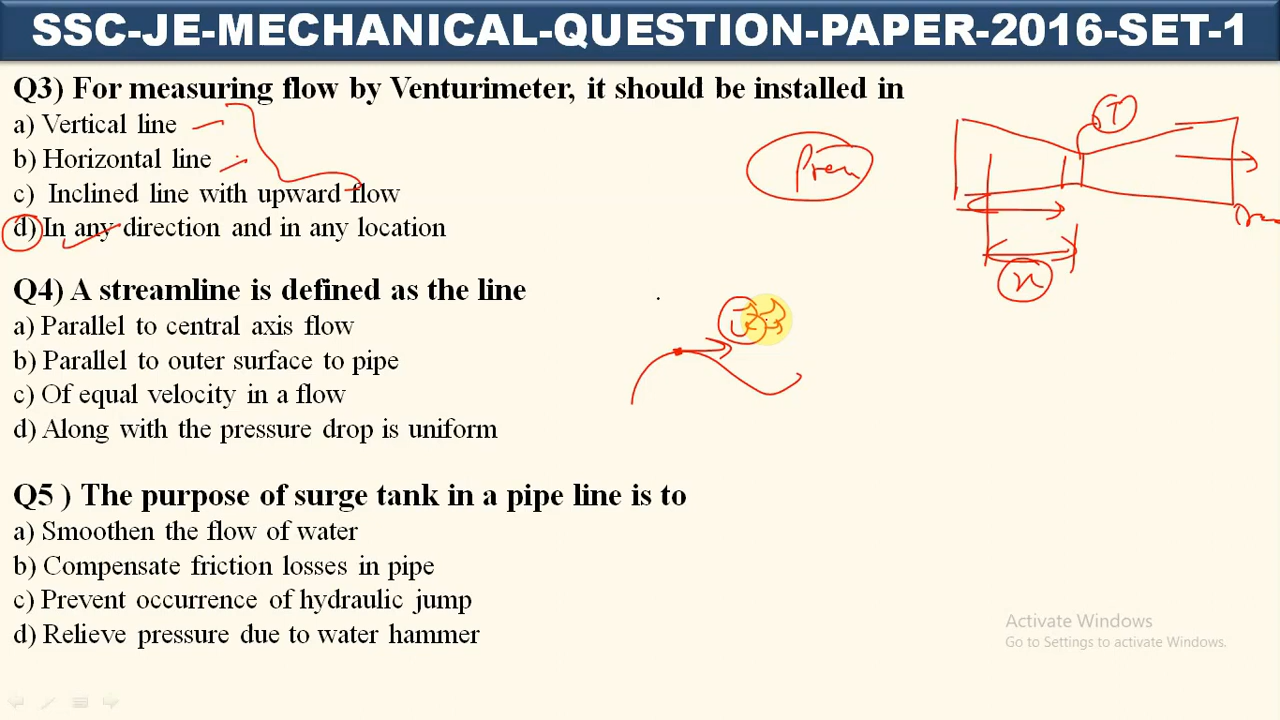 SSC-JE-MECHANICAL-QUESTION-PAPER-2016-SET-1
Q3) For measuring flow by Venturimeter, it should be installed in
a) Vertical line
b) Horizontal line
c) Inclined line with upward flow
d) In any direction and in any location
Q4) A streamline is defined as the line
a) Parallel to central axis flow
b) Parallel to outer surface to pipe
c) Of equal velocity in a flow
d) Along with the pressure drop is uniform
Q5 ) The purpose of surge tank in a pipe line is to
a) Smoothen the flow of water
b) Compensate friction losses in pipe
c) Prevent occurrence of hydraulic jump
d) Relieve pressure due to water hammer
T
Activate Windows
Go to Settings to activate Windows.